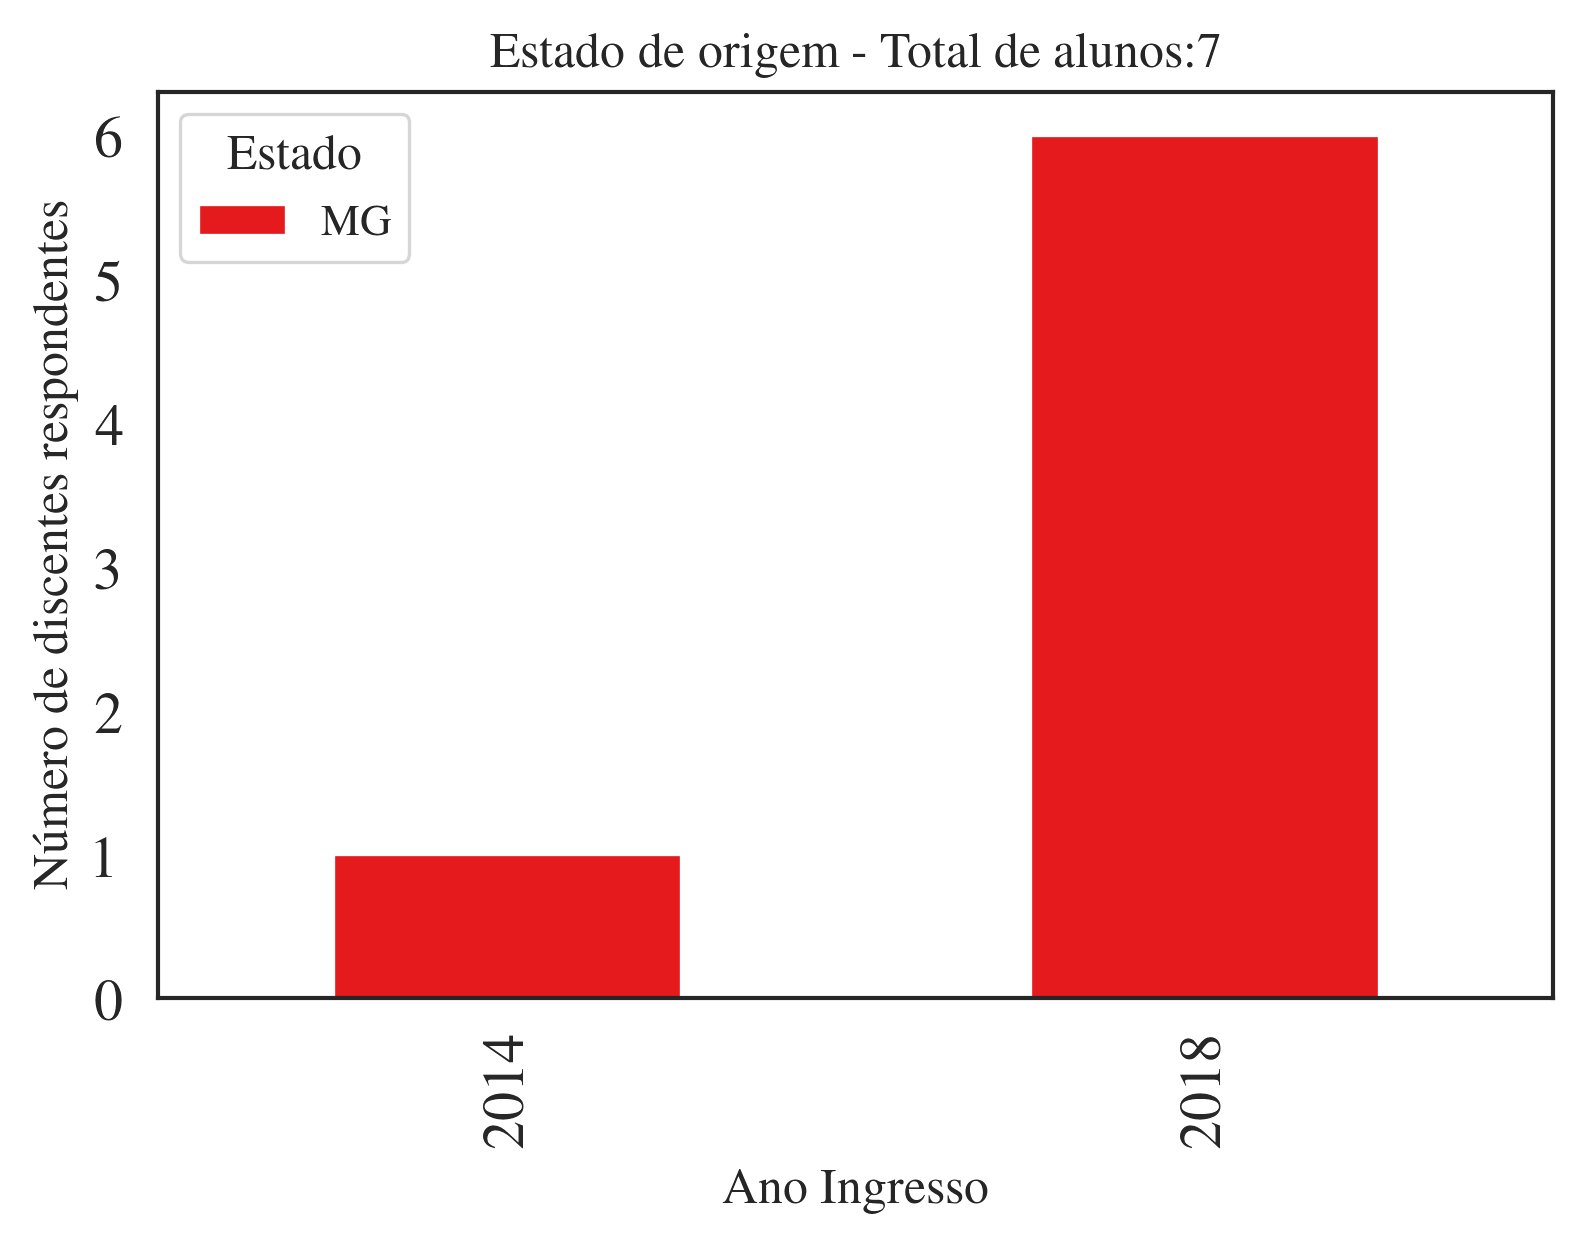 Estado de origem - Total de alunos:7
Estado
MG
Número de discentes respondentes
6
5
4
3
2
1
0
2014
2018
Ano Ingresso